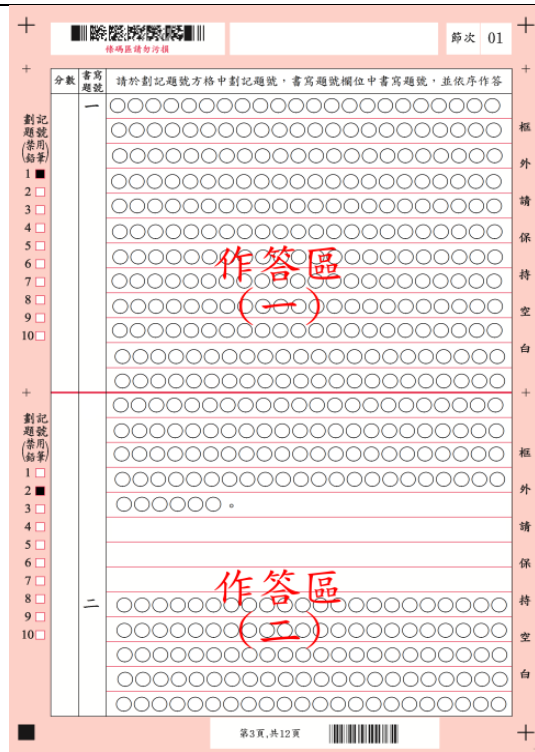 條碼區請勿污損
節次 01
分數 書寫題號 請於劃記題號方格中劃記題號，書寫題號欄位中書寫題號，並依序作答
一 ○○○○○○○○○○○○○○○○○○○○○○
○○○○○○○○○○○○○○○○○○○○○○
○○○○○○○○○○○○○○○○○○○○○○
○○○○○○○○○○○○○○○○○○○○○○
○○○○○○○○○○○○○○○○○○○○○○
○○○○○○○○○○○○○○○○○○○○○○
○○○○○○○○○○○○○○○○○○○○○○
○○○○○○○○○○○○○○○○○○○○○○
○○○○○○○○○○○○○○○○○○○○○○
○○○○○○○○○○○○○○○○○○○○○○
○○○○○○○○○○○○○○○○○○○○○○
○○○○○○○○○○○○○○○○○○○○○○
作答區
(一)
劃記
題號
(禁用鉛筆)
1 ■
2 □
3 □
4 □
5 □
6 □
7 □
8 □
9 □
10 □
框外請保持空白
○○○○○○○○○○○○○○○○○○○○○○
○○○○○○○○○○○○○○○○○○○○○○
○○○○○○○○○○○○○○○○○○○○○○
○○○○○○○○○○○○○○○○○○○○○○
○○○○○○。
作答區
(二)
二 ○○○○○○○○○○○○○○○○○○○○○○
○○○○○○○○○○○○○○○○○○○○○○
○○○○○○○○○○○○○○○○○○○○○○
○○○○○○○○○○○○○○○○○○○○○○
○○○○○○○○○○○○○○○○○○○○○○
劃記
題號
(禁用鉛筆)
1 □
2 ■
3 □
4 □
5 □
6 □
7 □
8 □
9 □
10 □
框外請保持空白
第3頁,共12頁